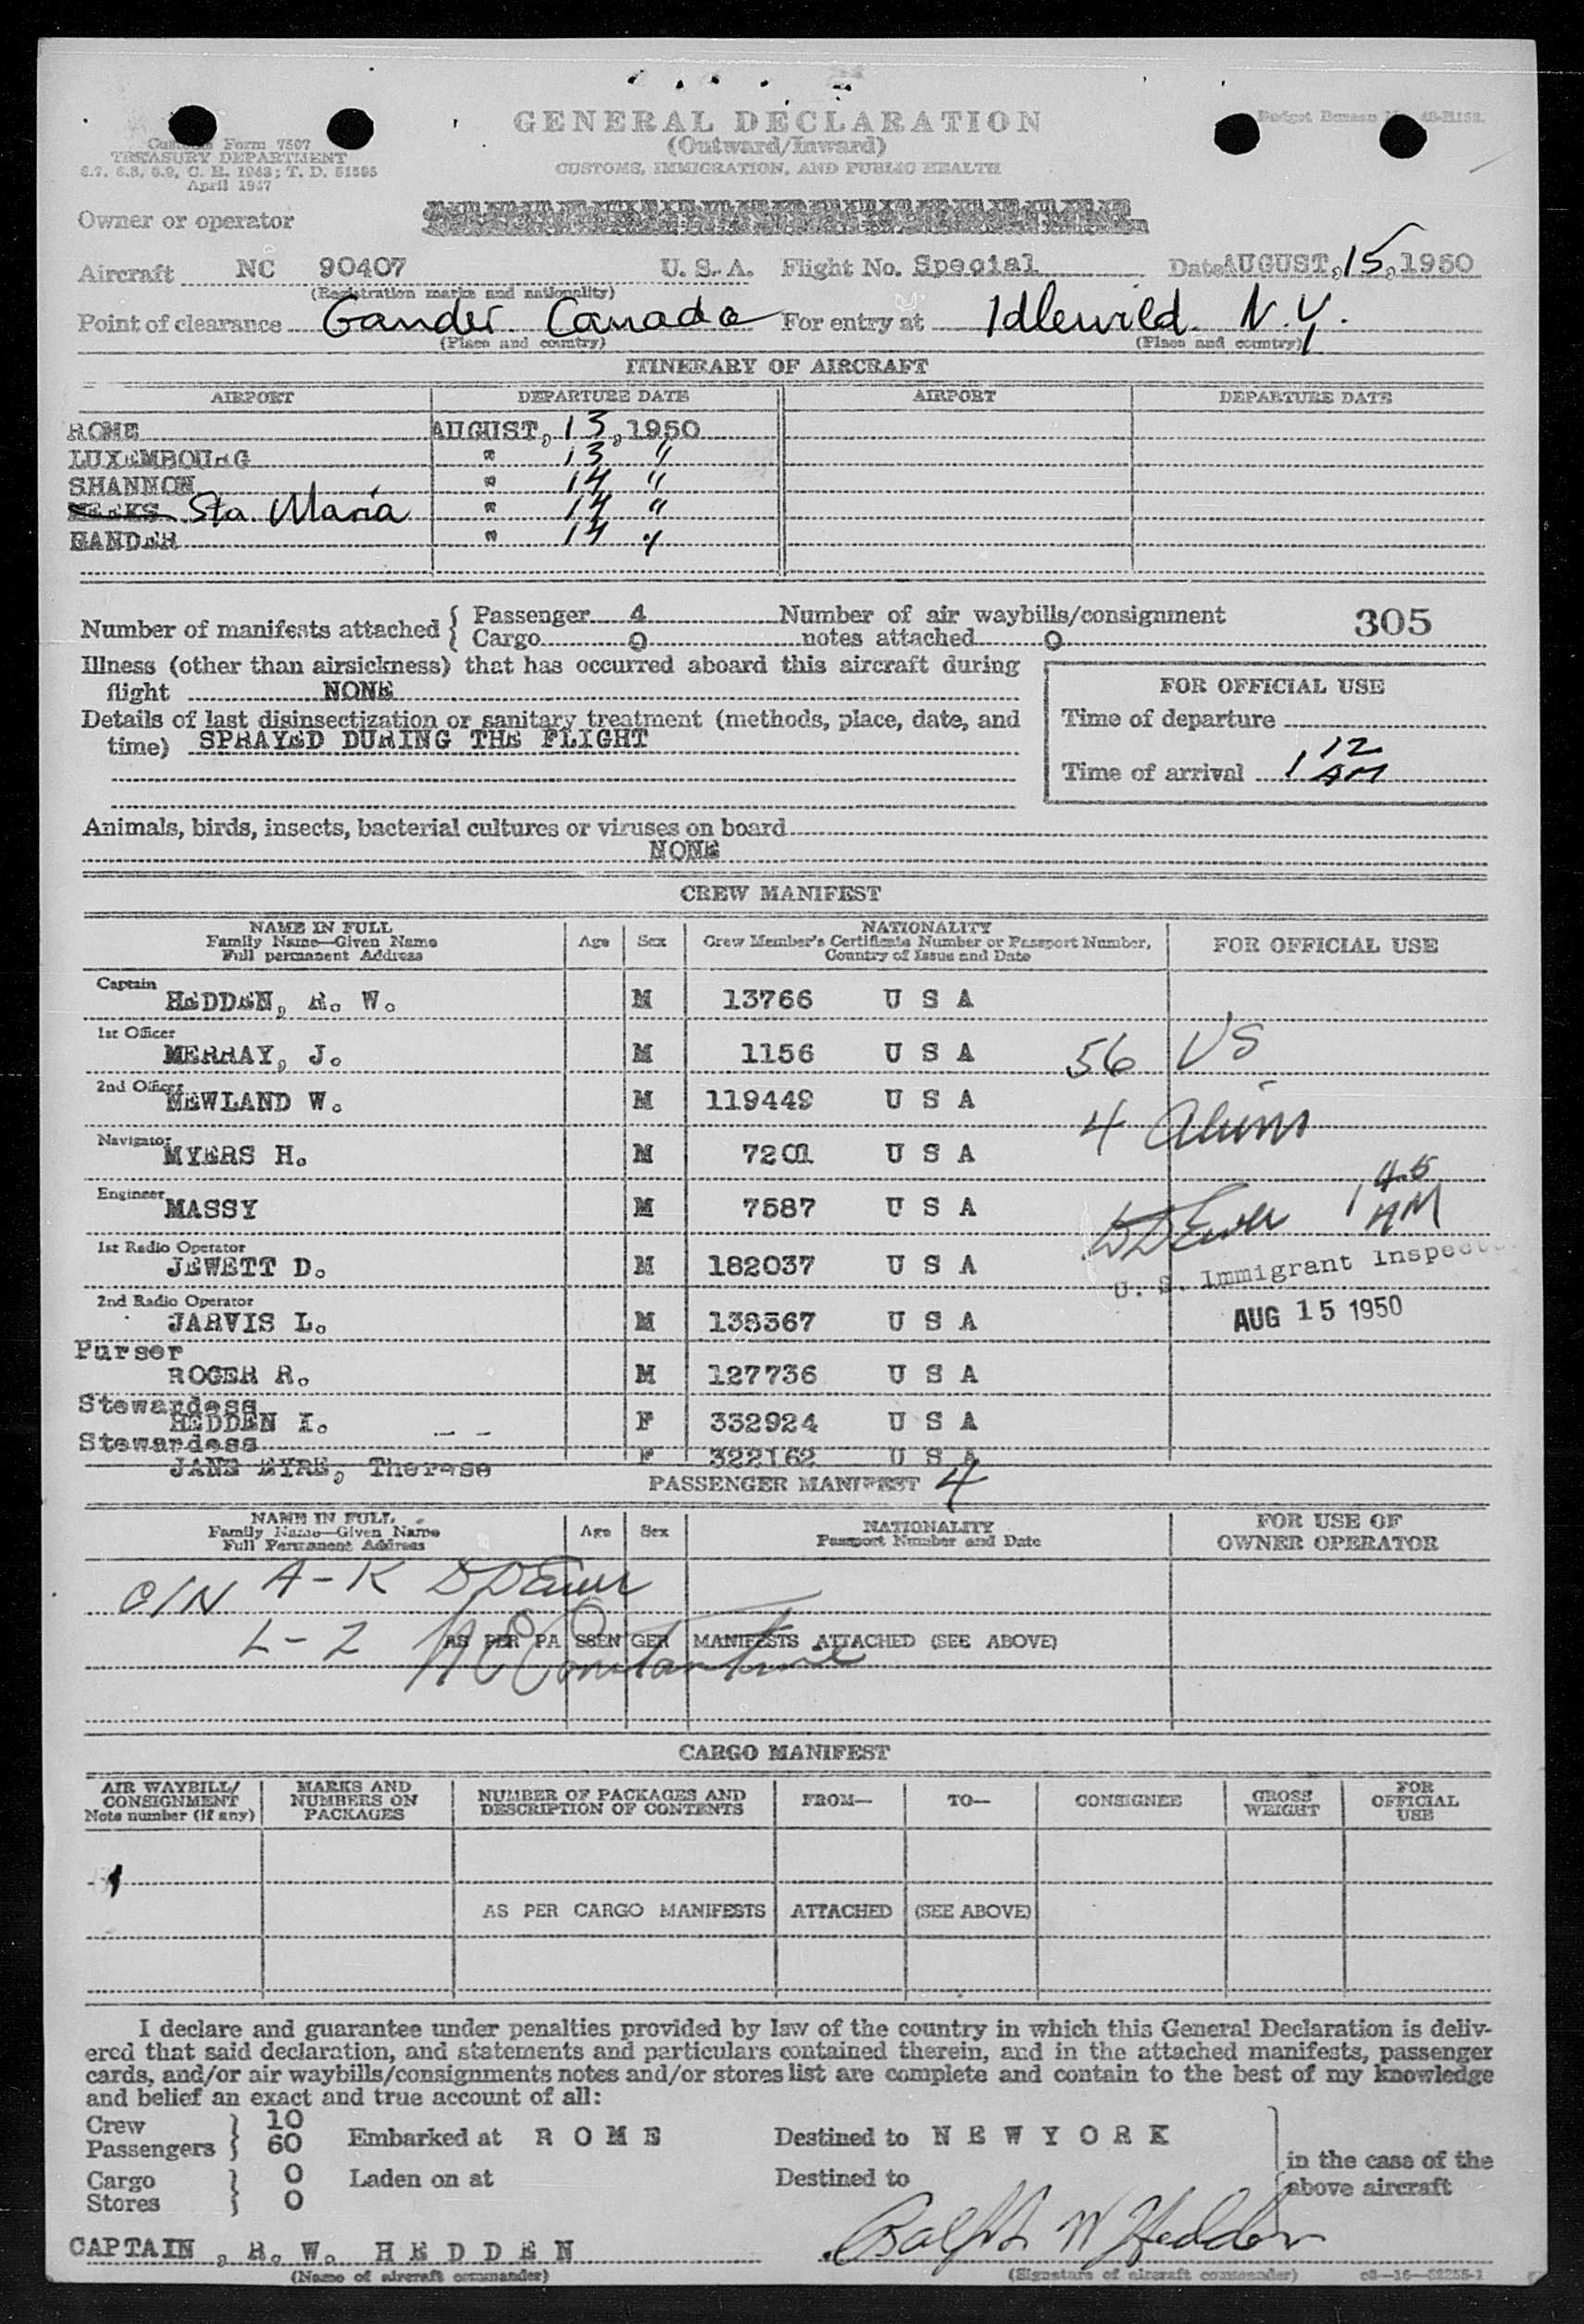 GENERAL DECLARATION
(Outward/Inward)
CUSTOMS, IMMIGRATION, AND PUBLIC HEALTH
Customs Form 7507
TREASURY DEPARTMENT
6.7, 6.8, 6.9, C. R. 1943; T. D. 51595
April 1947
Budget Bureau
Owner or operator
Aircraft NC 90407 U. S. A. Flight No. Special Date AUGUST, 15, 1950
(Registration marks and nationality)
Point of clearance Gander Canada For entry at Idlewild N.Y.
(Place and country) (Place and country)
ITINERARY OF AIRCRAFT
AIRPORT DEPARTURE DATE AIRPORT DEPARTURE DATE
ROME AUGUST, 13, 1950
LUXEMBOURG " 13 "
SHANNON " 14 "
MEEKS Sta. Maria " 14 "
GANDER " 14 "
Number of manifests attached { Passenger 4 Number of air waybills/consignment 305
Cargo 0 notes attached 0
Illness (other than airsickness) that has occurred aboard this aircraft during
flight NONE
FOR OFFICIAL USE
Details of last disinsectization or sanitary treatment (methods, place, date, and
time) SPRAYED DURING THE FLIGHT
Time of departure
Time of arrival 1 12 AM
Animals, birds, insects, bacterial cultures or viruses on board
NONE
CREW MANIFEST
NAME IN FULL
Family Name—Given Name
Full permanent Address
Age Sex
NATIONALITY
Crew Member's Certificate Number or Passport Number,
Country of Issue and Date
FOR OFFICIAL USE
Captain
HEDDEN, R. W. M 13766 U S A
1st Officer
MERRAY, J. M 1156 U S A 56 US
2nd Officer
NEWLAND W. M 119449 U S A 4 Aliens
Navigator
MYERS H. M 7201 U S A
Engineer
MASSY M 7587 U S A 1 45 AM
1st Radio Operator
JEWETT D. M 182037 U S A
U. S. Immigrant Inspector
2nd Radio Operator
JARVIS L. M 138367 U S A
AUG 15 1950
Purser
ROGER R. M 127736 U S A
Stewardess
HEDDEN I. F 332924 U S A
Stewardess
JANE EYRE, Therese F 322162 U S A
PASSENGER MANIFEST 4
NAME IN FULL
Family Name—Given Name
Full Permanent Address
Age Sex
NATIONALITY
Passport Number and Date
FOR USE OF
OWNER OPERATOR
C/N A-K
L-Z
AS PER PASSENGER MANIFESTS ATTACHED (SEE ABOVE)
CARGO MANIFEST
AIR WAYBILL/
CONSIGNMENT
Note number (if any)
MARKS AND
NUMBERS ON
PACKAGES
NUMBER OF PACKAGES AND
DESCRIPTION OF CONTENTS
FROM—
TO—
CONSIGNEE
GROSS
WEIGHT
FOR
OFFICIAL
USE
AS PER CARGO MANIFESTS ATTACHED (SEE ABOVE)
I declare and guarantee under penalties provided by law of the country in which this General Declaration is deliv-
ered that said declaration, and statements and particulars contained therein, and in the attached manifests, passenger
cards, and/or air waybills/consignments notes and/or stores list are complete and contain to the best of my knowledge
and belief an exact and true account of all:
Crew 10
Passengers 60 Embarked at R O M E Destined to N E W Y O R K
in the case of the
above aircraft
Cargo 0 Laden on at Destined to
Stores 0
CAPTAIN , R. W. H E D D E N Ralph W Hedden
(Name of aircraft commander) (Signature of aircraft commander)